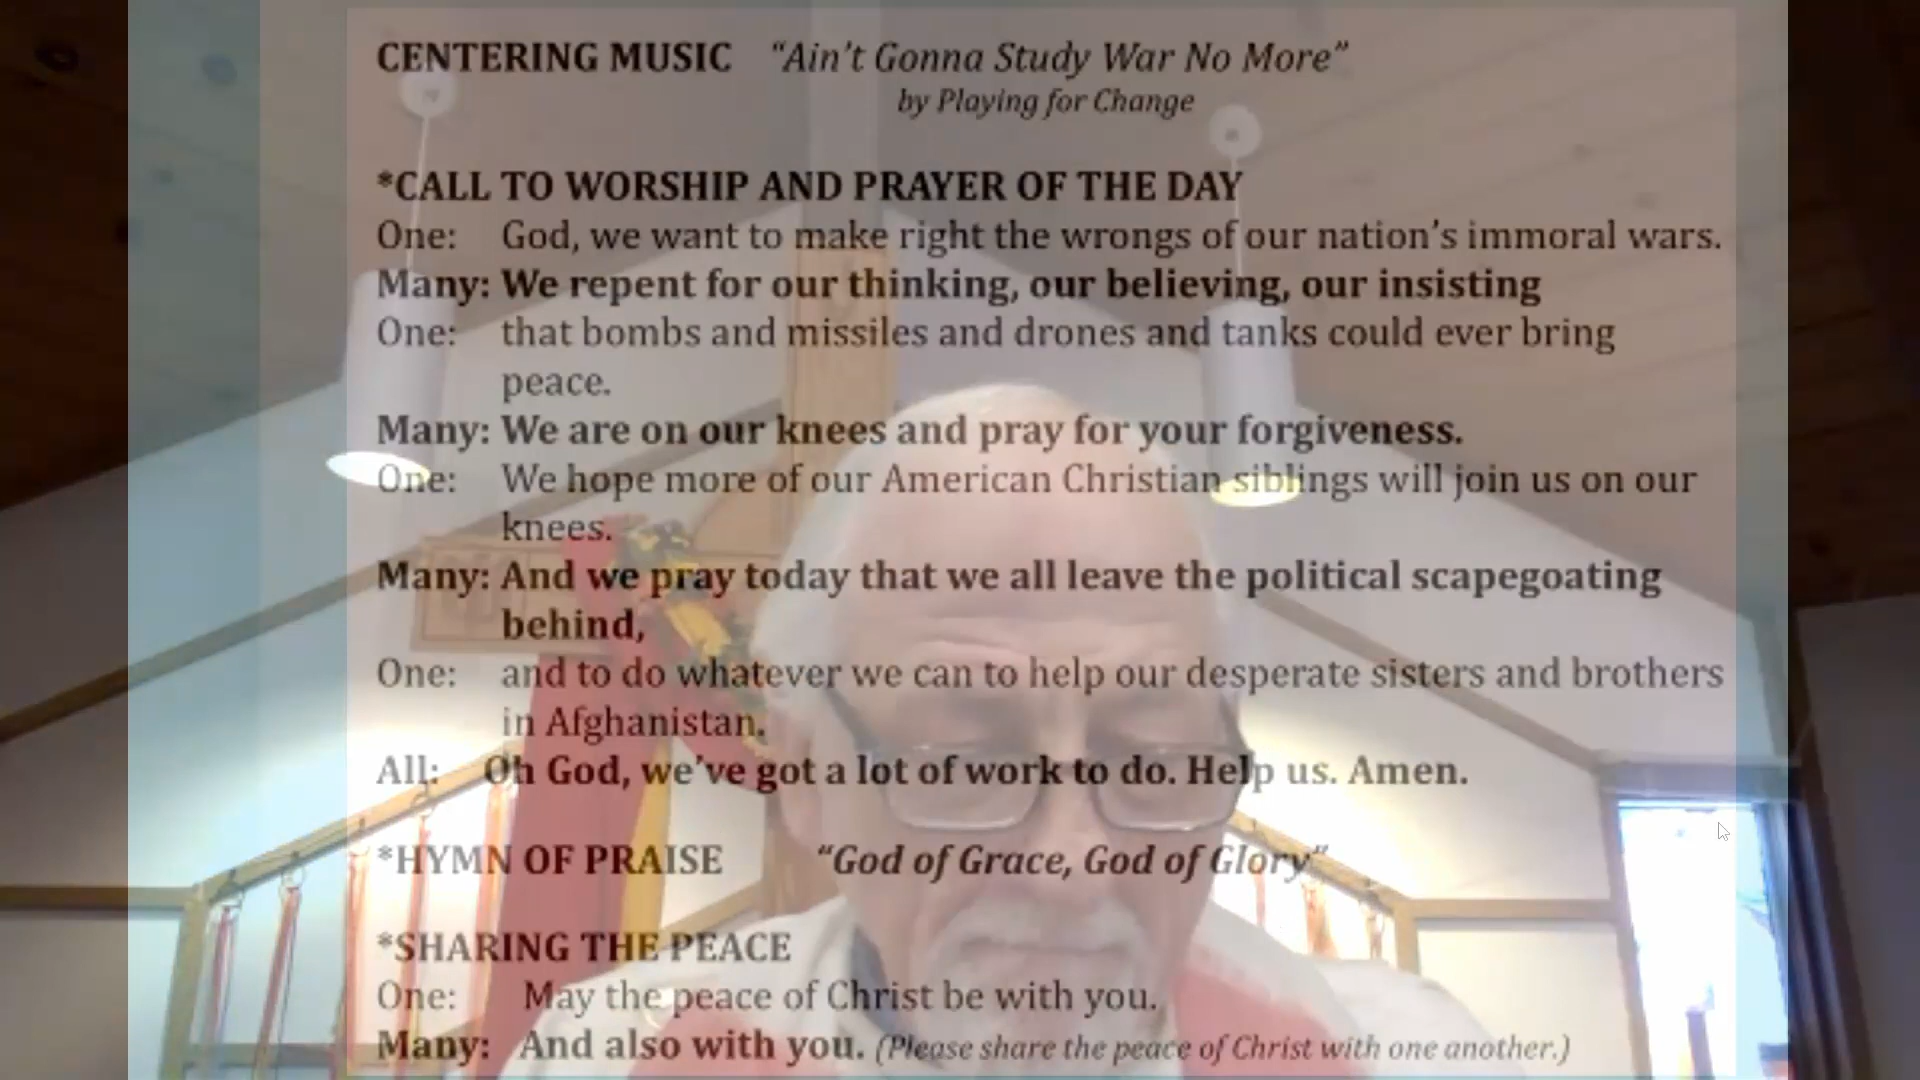 CENTERING MUSIC “Ain’t Gonna Study War No More”
by Playing for Change
*CALL TO WORSHIP AND PRAYER OF THE DAY
One: God, we want to make right the wrongs of our nation’s immoral wars.
Many: We repent for our thinking, our believing, our insisting
One: that bombs and missiles and drones and tanks could ever bring
peace.
Many: We are on our knees and pray for your forgiveness.
One: We hope more of our American Christian siblings will join us on our
knees.
Many: And we pray today that we all leave the political scapegoating
behind,
One: and to do whatever we can to help our desperate sisters and brothers
in Afghanistan.
All: Oh God, we’ve got a lot of work to do. Help us. Amen.
*HYMN OF PRAISE “God of Grace, God of Glory”
*SHARING THE PEACE
One: May the peace of Christ be with you.
Many: And also with you. (Please share the peace of Christ with one another.)